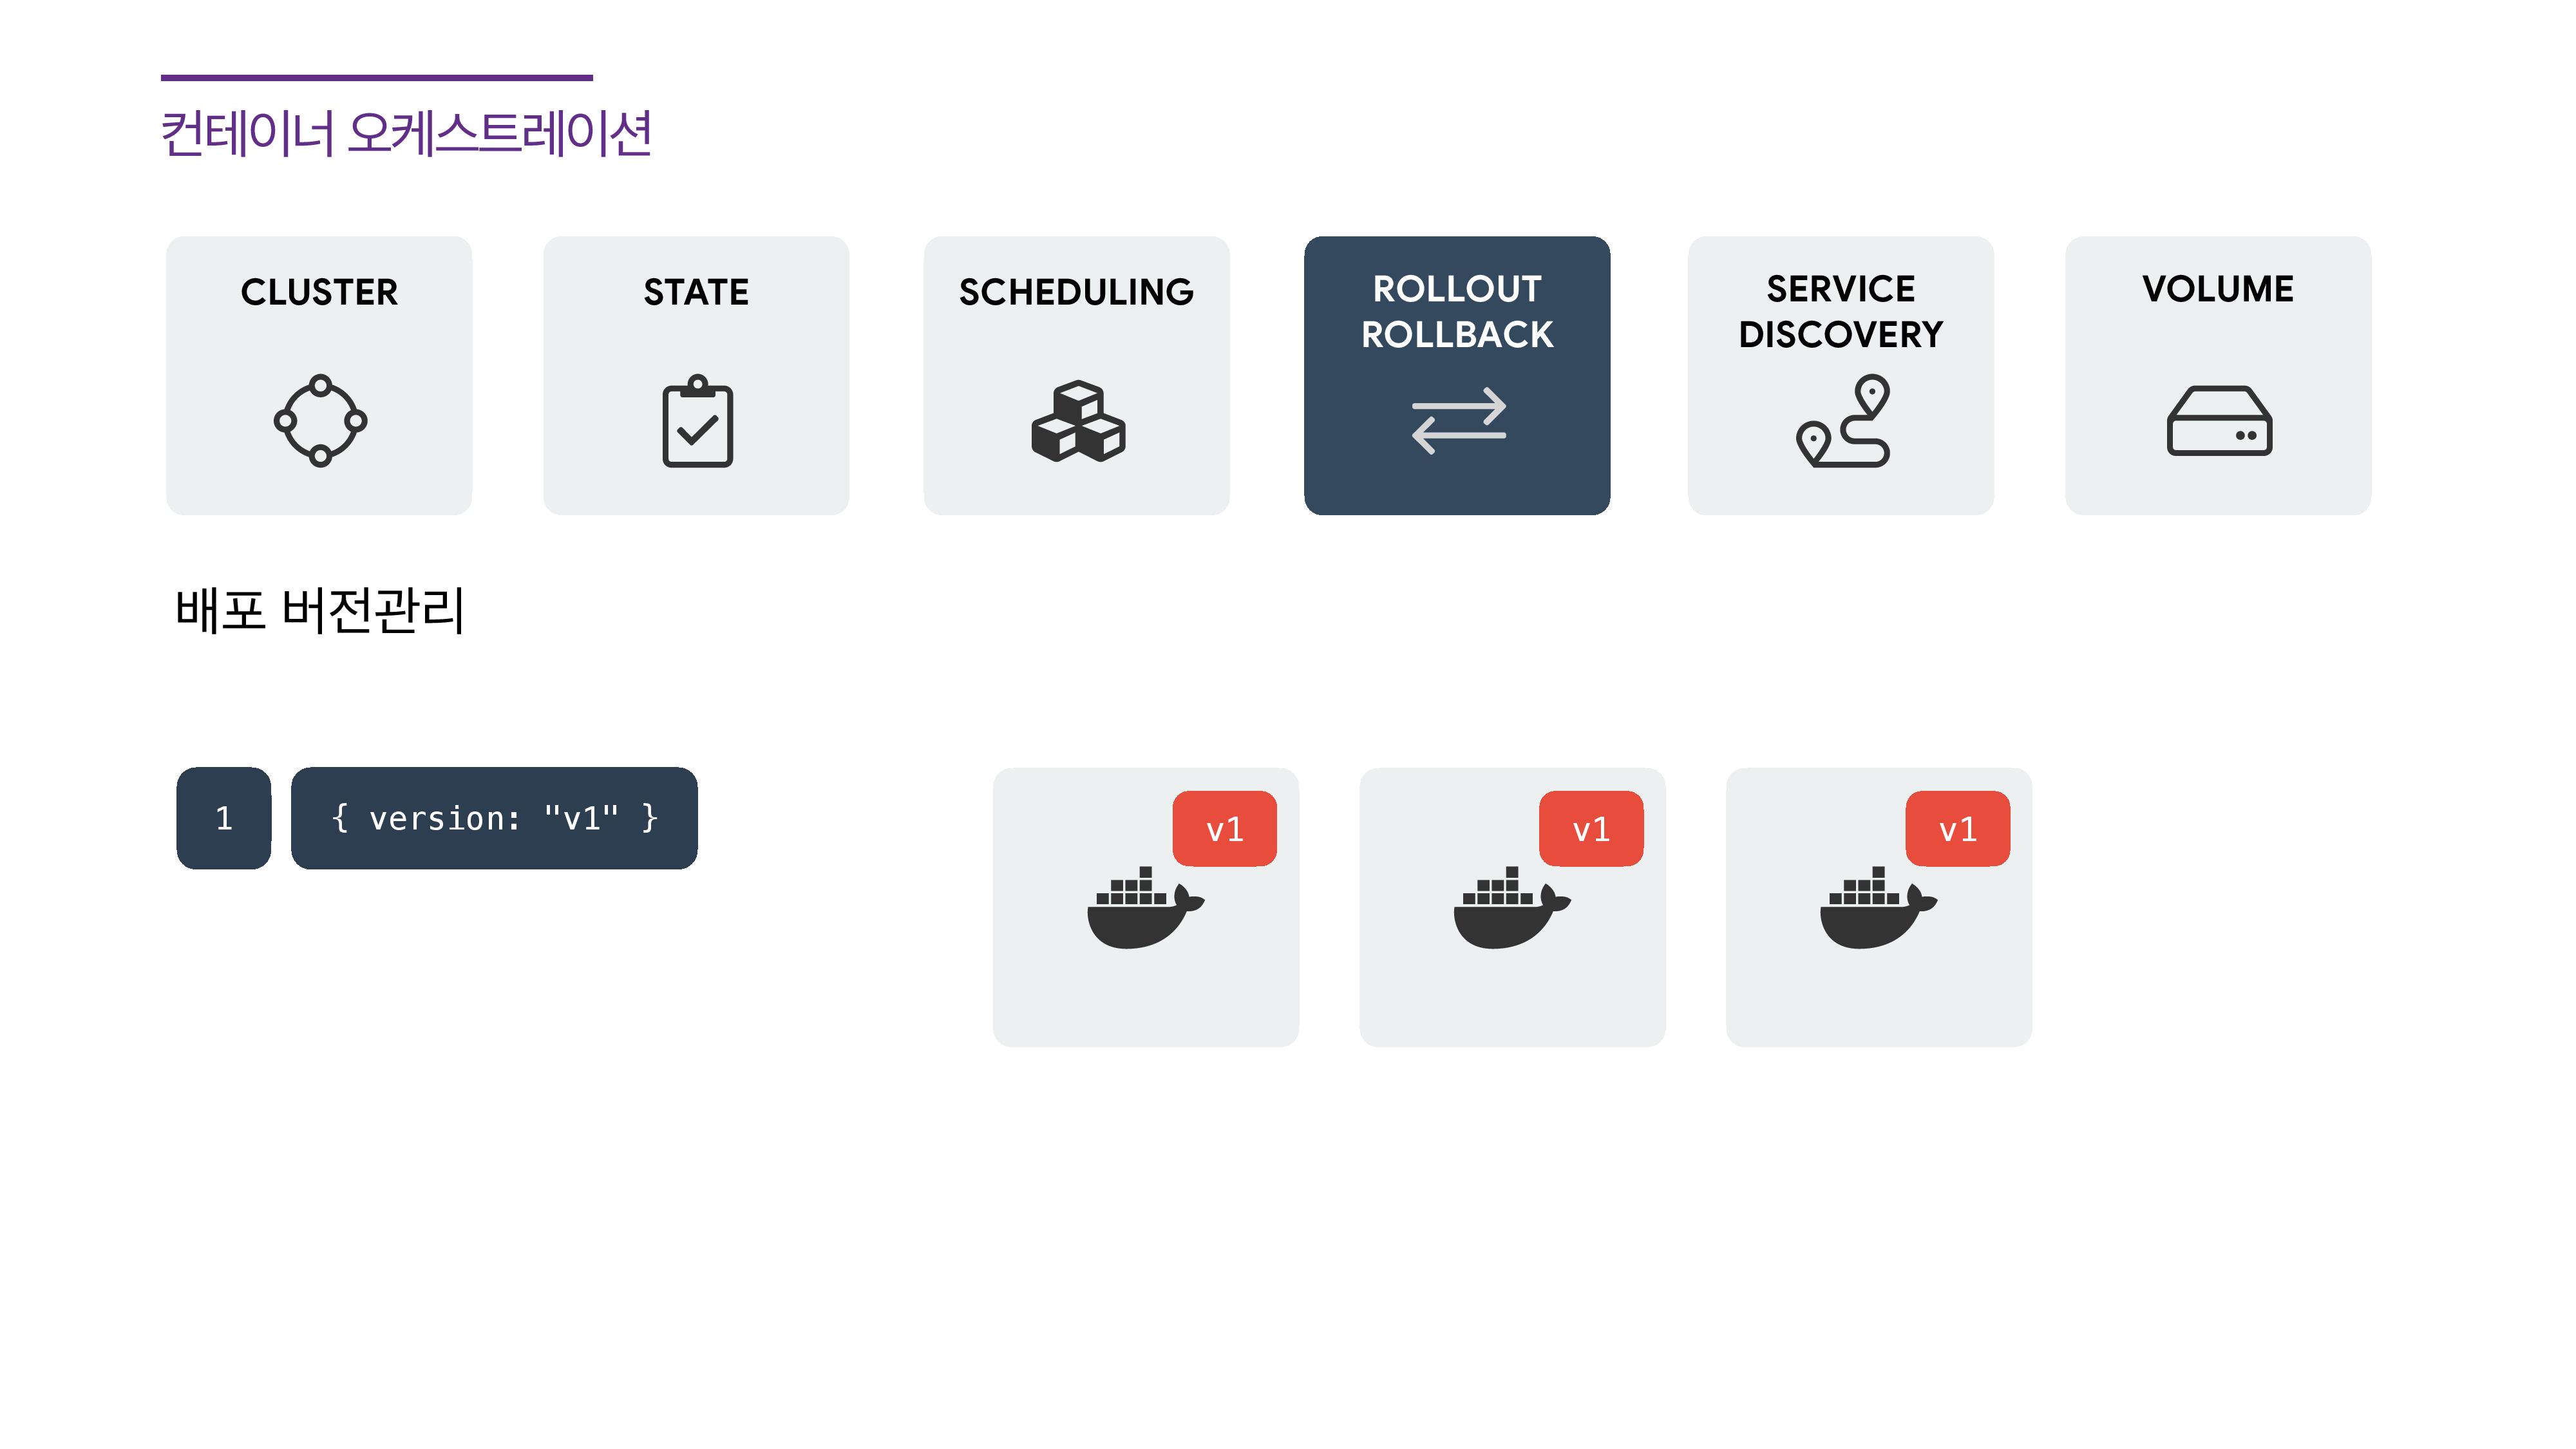 컨테이너 오케스트레이션
CLUSTER
STATE
SCHEDULING
ROLLOUT
ROLLBACK
SERVICE
DISCOVERY
VOLUME
배포 버전관리
1
{ version: "v1" }
v1
v1
v1